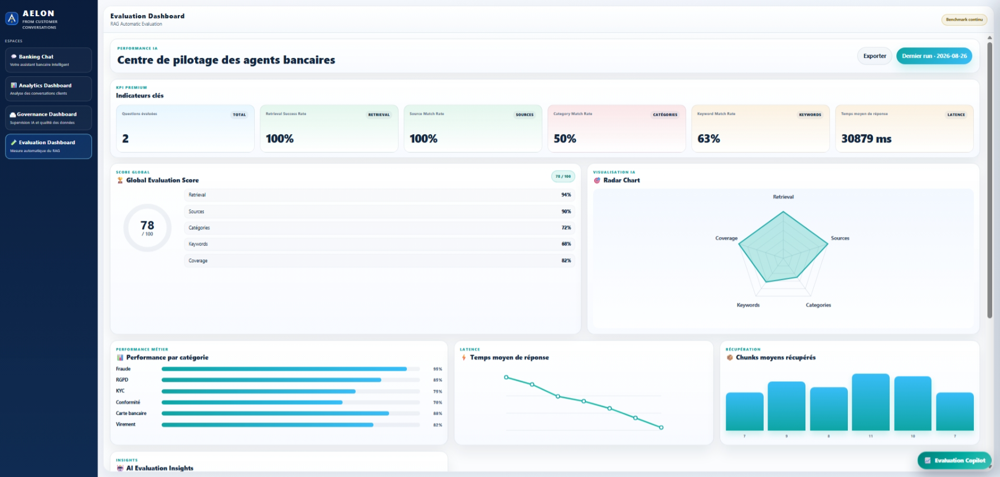 AELON
FROM CUSTOMER
CONVERSATIONS
ESPACES
Banking Chat
Votre assistant bancaire intelligent
Analytics Dashboard
Analyse des conversations clients
Governance Dashboard
Supervision IA et qualité des données
Evaluation Dashboard
Mesure automatique du RAG
Evaluation Dashboard
RAG Automatic Evaluation
Benchmark continu
PERFORMANCE IA
Centre de pilotage des agents bancaires
Exporter
Dernier run · 2026-08-26
KPI PREMIUM
Indicateurs clés
Questions évaluées
TOTAL
2
Retrieval Success Rate
RETRIEVAL
100%
Source Match Rate
SOURCES
100%
Category Match Rate
CATÉGORIES
50%
Keyword Match Rate
KEYWORDS
63%
Temps moyen de réponse
LATENCE
30879 ms
SCORE GLOBAL
Global Evaluation Score
78 / 100
78
/ 100
Retrieval 94%
Sources 90%
Catégories 72%
Keywords 68%
Coverage 82%
VISUALISATION IA
Radar Chart
Retrieval
Coverage
Sources
Keywords
Categories
PERFORMANCE MÉTIER
Performance par catégorie
Fraude 95%
RGPD 85%
KYC 75%
Conformité 70%
Carte bancaire 88%
Virement 82%
LATENCE
Temps moyen de réponse
RÉCUPÉRATION
Chunks moyens récupérés
7 9 8 11 10 7
INSIGHTS
AI Evaluation Insights
Evaluation Copilot